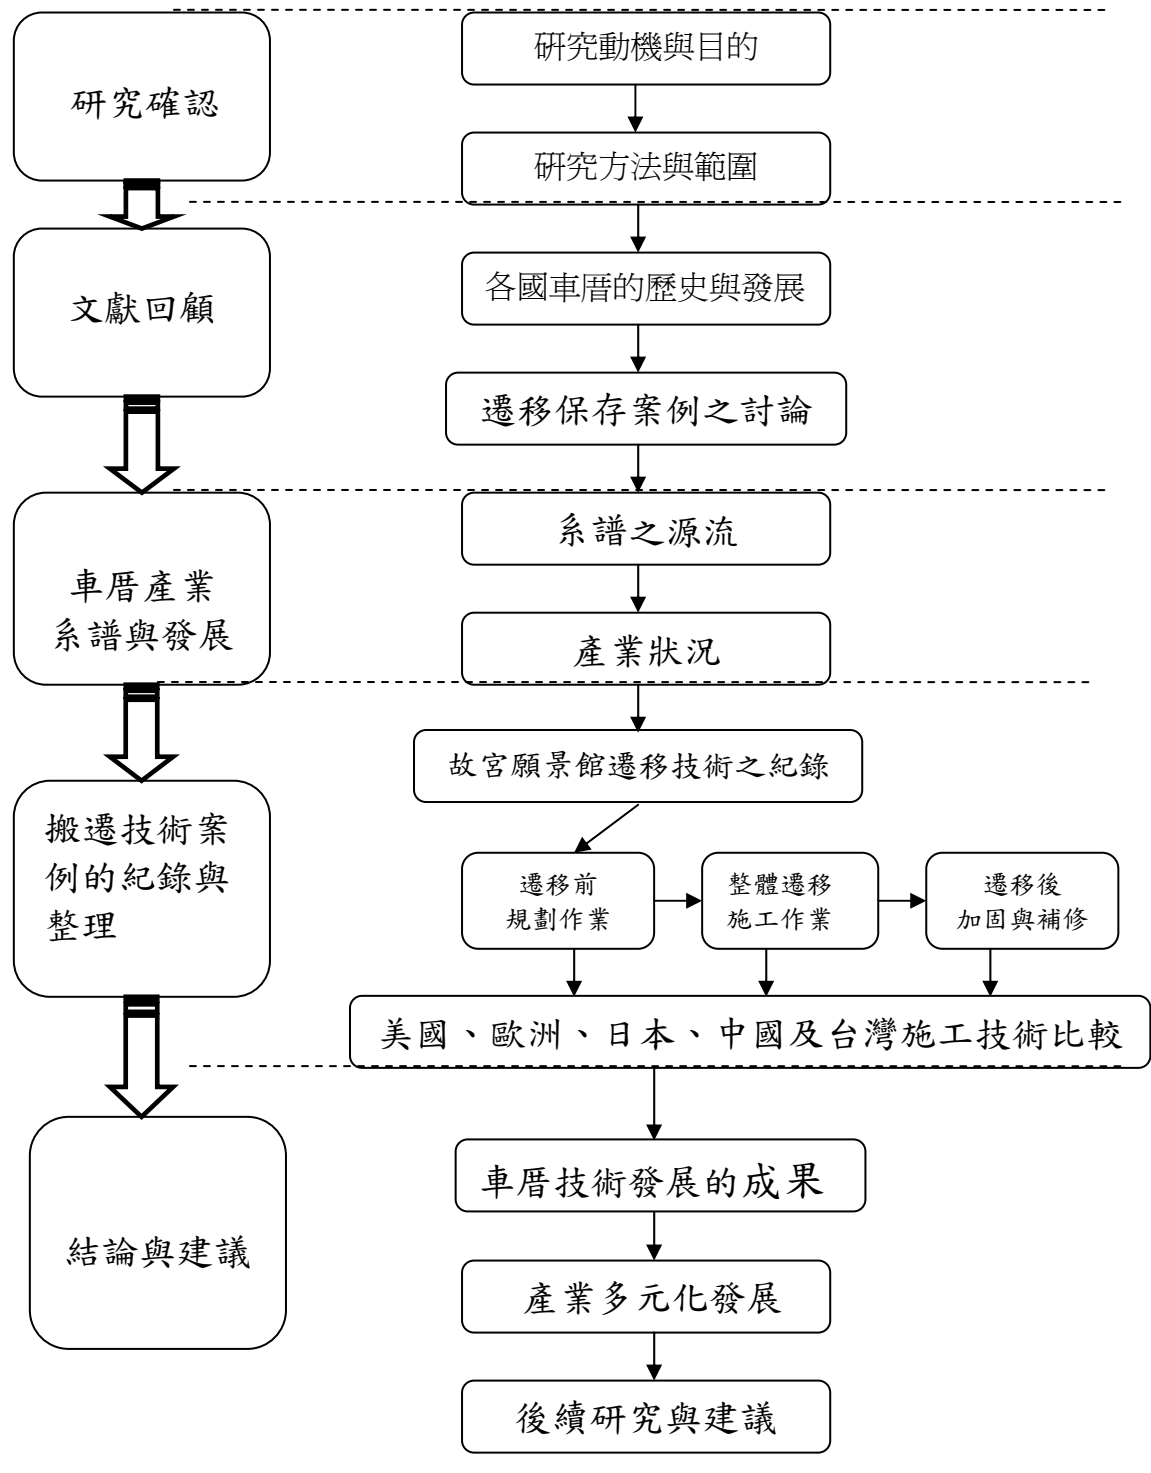 研究確認
研究動機與目的
研究方法與範圍
文獻回顧
各國車厝的歷史與發展
遷移保存案例之討論
車厝產業
系譜與發展
系譜之源流
產業狀況
搬遷技術案
例的紀錄與
整理
故宮願景館遷移技術之紀錄
遷移前
規劃作業
整體遷移
施工作業
遷移後
加固與補修
美國、歐洲、日本、中國及台灣施工技術比較
結論與建議
車厝技術發展的成果
產業多元化發展
後續研究與建議